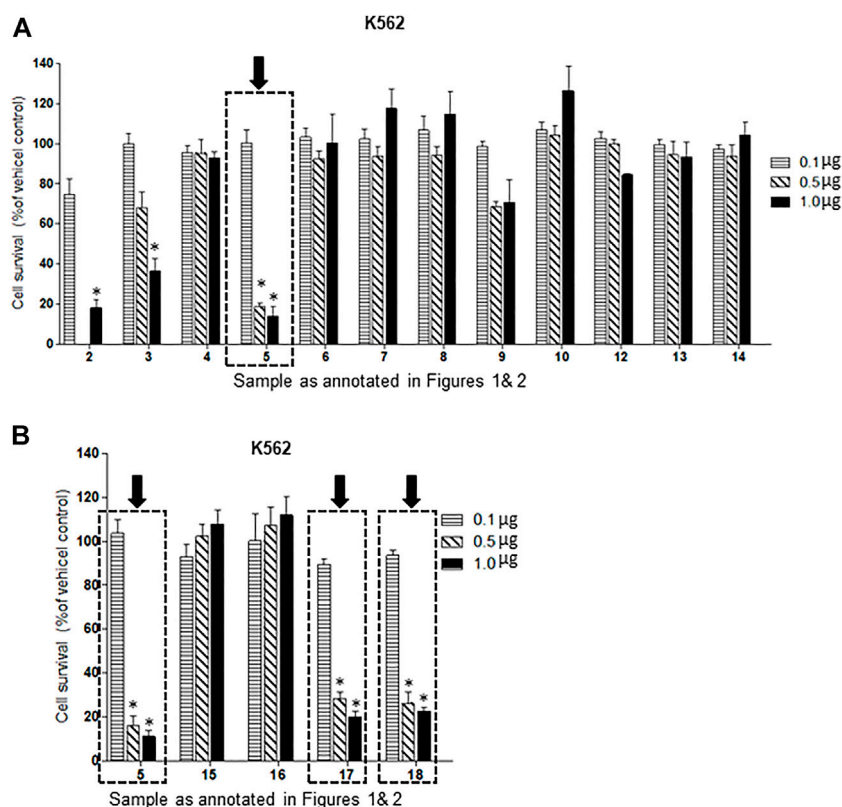 A
K562
140
120
100
80
60
40
20
0
Cell survival (%of vehicel control)
* * * *
2 3 4 5 6 7 8 9 10 12 13 14
Sample as annotated in Figures 1& 2
0.1μg
0.5μg
1.0μg
B
K562
140
120
100
80
60
40
20
0
Cell survival (%of vehicel control)
* * * * * *
5 15 16 17 18
Sample as annotated in Figures 1& 2
0.1μg
0.5μg
1.0μg